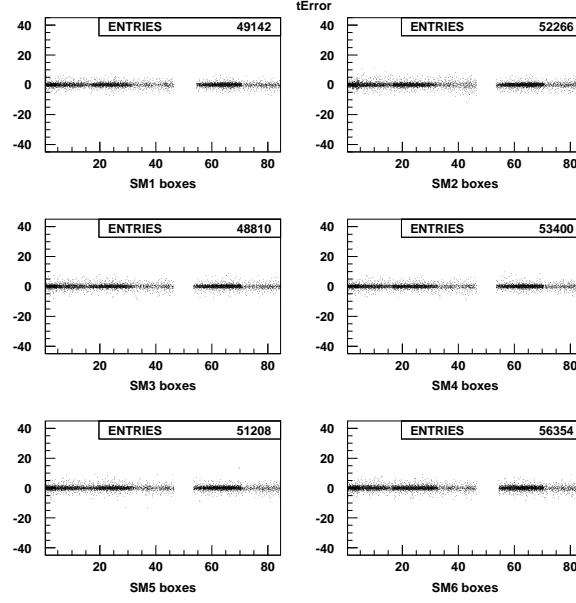 tError
ENTRIES 49142
40
20
0
-20
-40
20 40 60 80
SM1 boxes
ENTRIES 52266
40
20
0
-20
-40
20 40 60 80
SM2 boxes
ENTRIES 48810
40
20
0
-20
-40
20 40 60 80
SM3 boxes
ENTRIES 53400
40
20
0
-20
-40
20 40 60 80
SM4 boxes
ENTRIES 51208
40
20
0
-20
-40
20 40 60 80
SM5 boxes
ENTRIES 56354
40
20
0
-20
-40
20 40 60 80
SM6 boxes